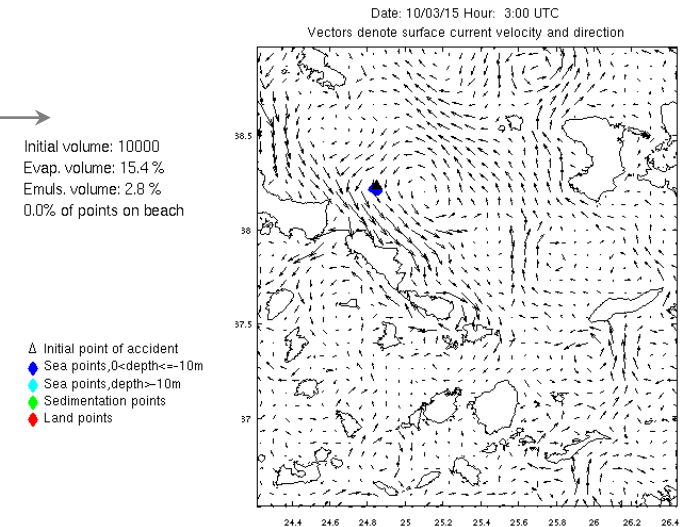 Date: 10/03/15 Hour: 3:00 UTC
Vectors denote surface current velocity and direction
Initial volume: 10000
Evap. volume: 15.4 %
Emuls. volume: 2.8 %
0.0% of points on beach
Initial point of accident
Sea points,0<depth<=-10m
Sea points,depth>-10m
Sedimentation points
Land points
38.5
38
37.5
37
24.4 24.6 24.8 25 25.2 25.4 25.6 25.8 26 26.2 26.4